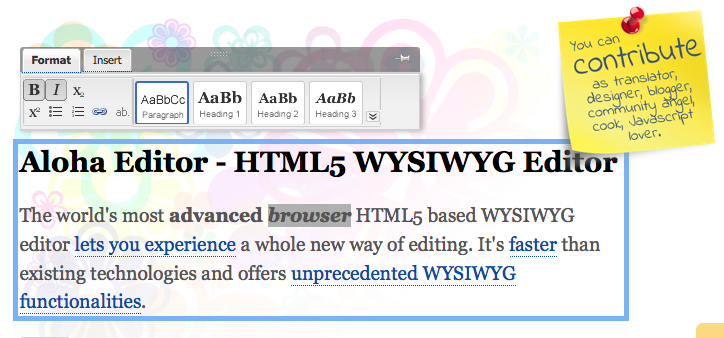 Format Insert
B I X₂
X² ab.
AaBbCc AaBb AaBb AaBb
Paragraph Heading 1 Heading 2 Heading 3
You can
contribute
as translator,
designer, blogger,
community angel,
cook, Javascript
lover.
Aloha Editor - HTML5 WYSIWYG Editor
The world's most advanced browser HTML5 based WYSIWYG
editor lets you experience a whole new way of editing. It's faster than
existing technologies and offers unprecedented WYSIWYG
functionalities.